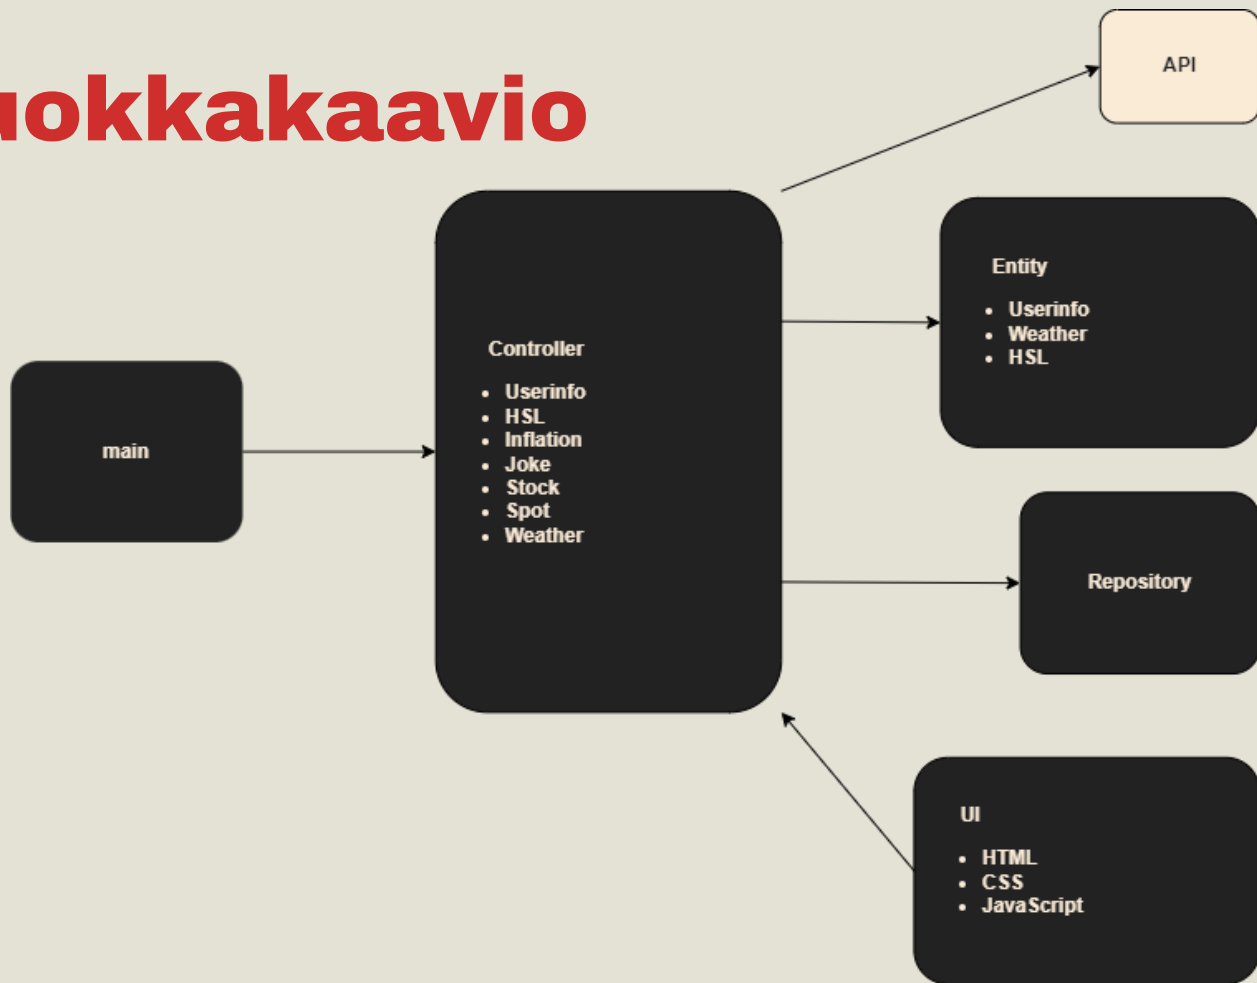 uokkakaavio
API
Entity
Userinfo
Weather
HSL
Controller
Userinfo
HSL
Inflation
Joke
Stock
Spot
Weather
main
Repository
UI
HTML
CSS
JavaScript